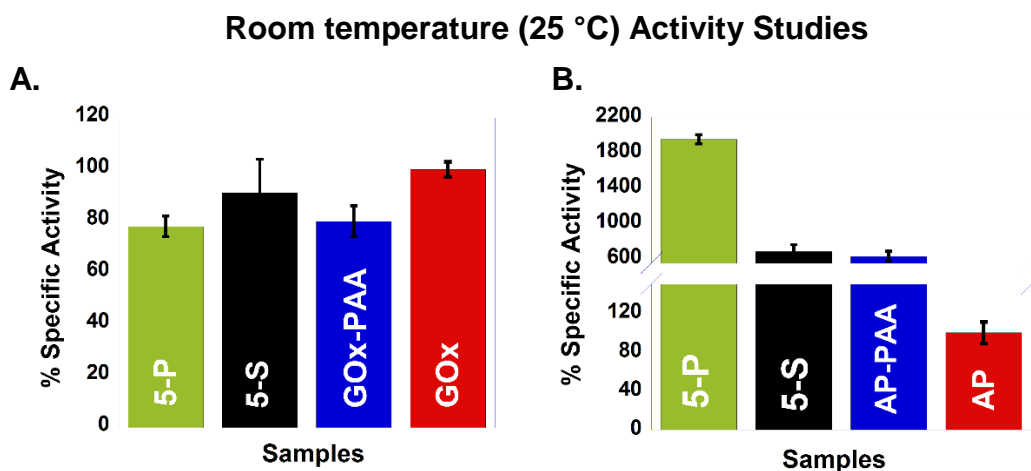 Room temperature (25 °C) Activity Studies
A.
% Specific Activity
120
100
80
60
40
20
0
5-P
5-S
GOx-PAA
GOx
Samples
B.
% Specific Activity
2200
1800
1400
1000
600
120
80
40
0
5-P
5-S
AP-PAA
AP
Samples